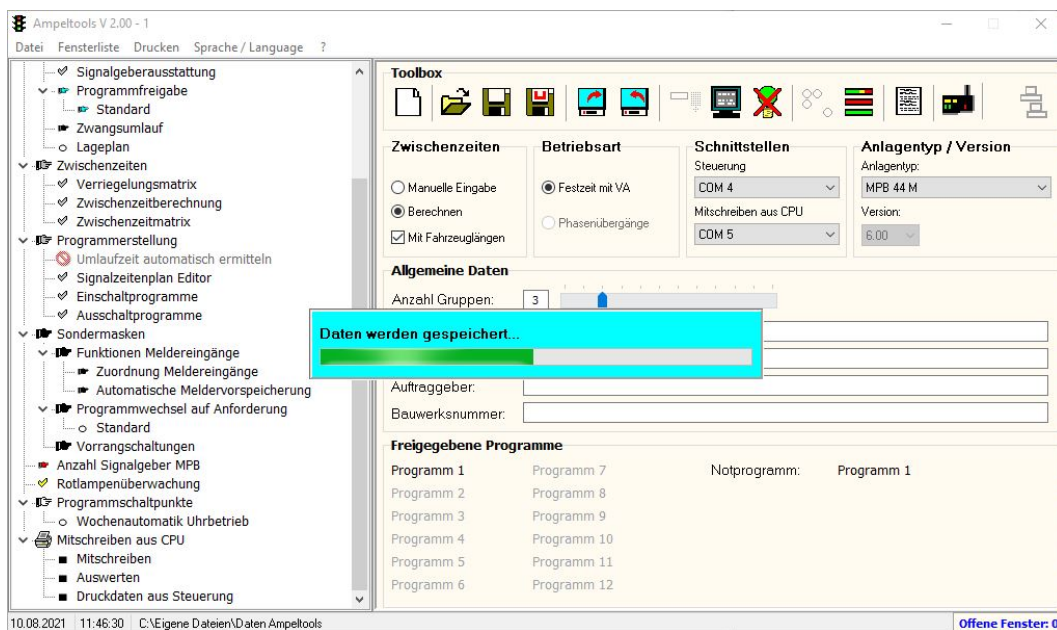 Ampeltools V 2.00 - 1
Datei Fensterliste Drucken Sprache / Language ?
Signalgeberausstattung
Programmfreigabe
Standard
Zwangsumlauf
Lageplan
Zwischenzeiten
Verriegelungsmatrix
Zwischenzeitberechnung
Zwischenzeitmatrix
Programmerstellung
Umlaufzeit automatisch ermitteln
Signalzeitenplan Editor
Einschaltprogramme
Ausschaltprogramme
Sondermasken
Funktionen Meldereingänge
Zuordnung Meldereingänge
Automatische Meldervorspeicherung
Programmwechsel auf Anforderung
Standard
Vorrangschaltungen
Anzahl Signalgeber MPB
Rotlampenüberwachung
Programmschaltpunkte
Wochenautomatik Uhrbetrieb
Mitschreiben aus CPU
Mitschreiben
Auswerten
Druckdaten aus Steuerung
Toolbox
Zwischenzeiten
Manuelle Eingabe
Berechnen
Mit Fahrzeuglängen
Betriebsart
Festzeit mit VA
Phasenübergänge
Schnittstellen
Steuerung
COM 4
Mitschreiben aus CPU
COM 5
Anlagentyp / Version
Anlagentyp:
MPB 44 M
Version:
6.00
Allgemeine Daten
Anzahl Gruppen: 3
Daten werden gespeichert...
Auftraggeber:
Bauwerksnummer:
Freigegebene Programme
Programm 1 Programm 7 Notprogramm: Programm 1
Programm 2 Programm 8
Programm 3 Programm 9
Programm 4 Programm 10
Programm 5 Programm 11
Programm 6 Programm 12
10.08.2021 11:46:30 C:\Eigene Dateien\Daten Ampeltools Offene Fenster: 0